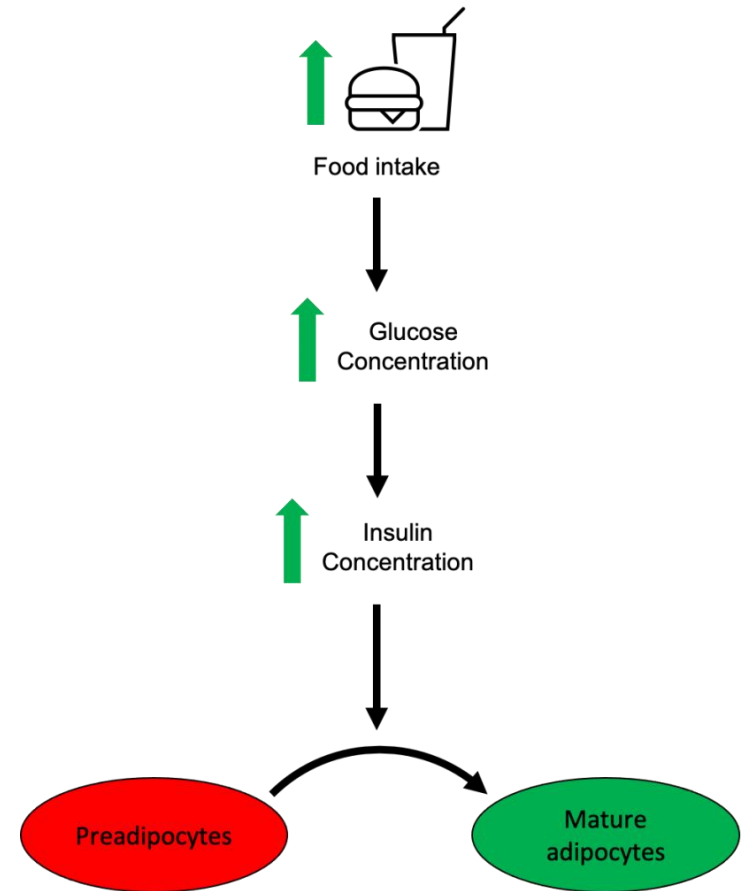 Food intake
Glucose
Concentration
Insulin
Concentration
Preadipocytes
Mature
adipocytes